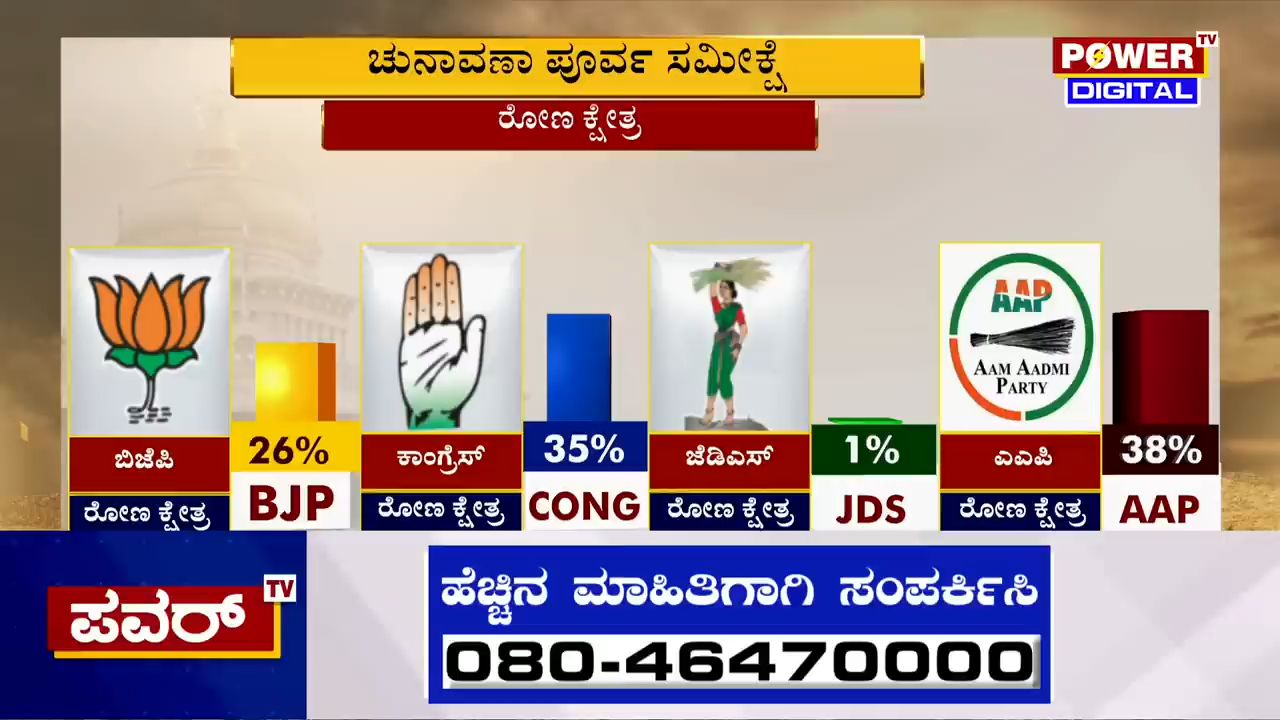 ಚುನಾವಣಾ ಪೂರ್ವ ಸಮೀಕ್ಷೆ
ರೋಣ ಕ್ಷೇತ್ರ
POWER TV
DIGITAL
AAP
AAM AADMI
PARTY
ಬಿಜೆಪಿ
26%
ಕಾಂಗ್ರೆಸ್
35%
ಜೆಡಿಎಸ್
1%
ಎಎಪಿ
38%
ರೋಣ ಕ್ಷೇತ್ರ
BJP
ರೋಣ ಕ್ಷೇತ್ರ
CONG
ರೋಣ ಕ್ಷೇತ್ರ
JDS
ರೋಣ ಕ್ಷೇತ್ರ
AAP
ಪವರ್ TV
ಹೆಚ್ಚಿನ ಮಾಹಿತಿಗಾಗಿ ಸಂಪರ್ಕಿಸಿ
080-46470000